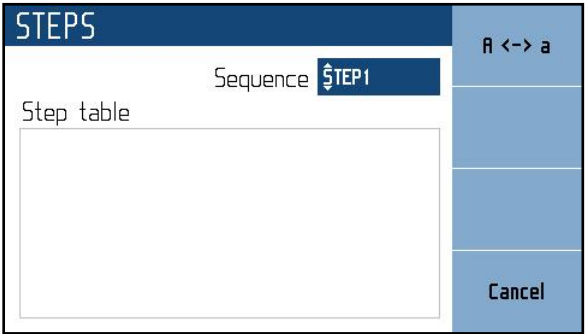 STEPS
A <-> a
Sequence STEP1
Step table
Cancel